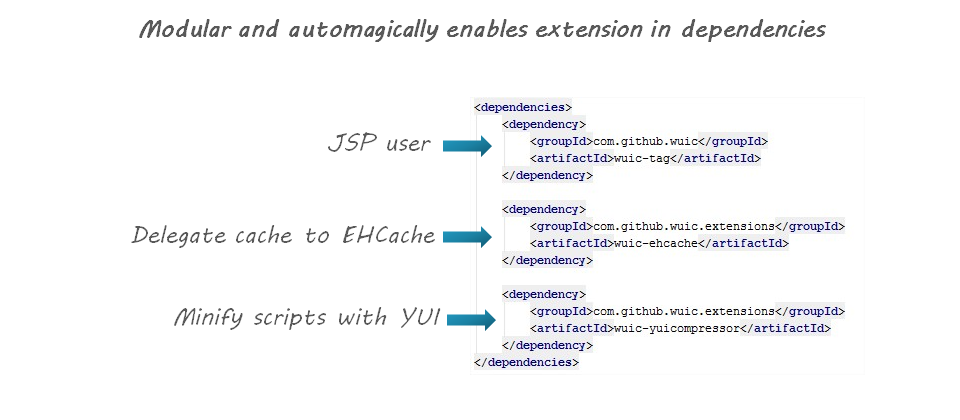 Modular and automagically enables extension in dependencies
<dependencies>
<dependency>
JSP user
<groupId>com.github.wuic</groupId>
<artifactId>wuic-tag</artifactId>
</dependency>
<dependency>
Delegate cache to EHCache
<groupId>com.github.wuic.extensions</groupId>
<artifactId>wuic-ehcache</artifactId>
</dependency>
<dependency>
Minify scripts with YUI
<groupId>com.github.wuic.extensions</groupId>
<artifactId>wuic-yuicompressor</artifactId>
</dependency>
</dependencies>